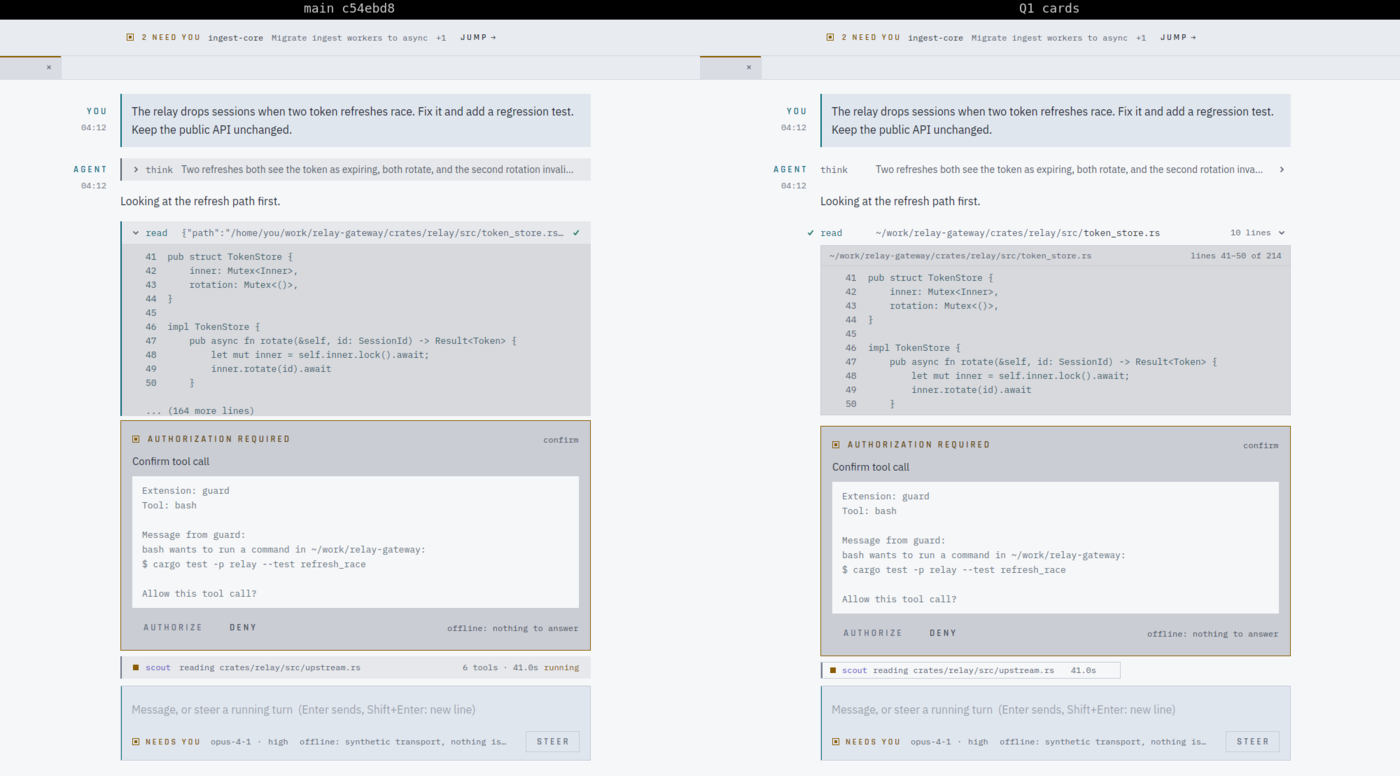 main c54ebd8
2 NEED YOU ingest-core Migrate ingest workers to async +1 JUMP →
×
YOU
04:12
The relay drops sessions when two token refreshes race. Fix it and add a regression test.
Keep the public API unchanged.
AGENT
04:12
think Two refreshes both see the token as expiring, both rotate, and the second rotation invali…
Looking at the refresh path first.
read {"path":"/home/you/work/relay-gateway/crates/relay/src/token_store.rs… ✓
41 pub struct TokenStore {
42 inner: Mutex<Inner>,
43 rotation: Mutex<()>,
44 }
45
46 impl TokenStore {
47 pub async fn rotate(&self, id: SessionId) -> Result<Token> {
48 let mut inner = self.inner.lock().await;
49 inner.rotate(id).await
50 }
... (164 more lines)
AUTHORIZATION REQUIRED confirm
Confirm tool call
Extension: guard
Tool: bash
Message from guard:
bash wants to run a command in ~/work/relay-gateway:
$ cargo test -p relay --test refresh_race
Allow this tool call?
AUTHORIZE DENY offline: nothing to answer
scout reading crates/relay/src/upstream.rs 6 tools · 41.0s running
Message, or steer a running turn (Enter sends, Shift+Enter: new line)
NEEDS YOU opus-4-1 · high offline: synthetic transport, nothing is… STEER
Q1 cards
2 NEED YOU ingest-core Migrate ingest workers to async +1 JUMP →
×
YOU
04:12
The relay drops sessions when two token refreshes race. Fix it and add a regression test.
Keep the public API unchanged.
AGENT
04:12
think Two refreshes both see the token as expiring, both rotate, and the second rotation inva…
Looking at the refresh path first.
✓ read ~/work/relay-gateway/crates/relay/src/token_store.rs 10 lines
~/work/relay-gateway/crates/relay/src/token_store.rs lines 41–50 of 214
41 pub struct TokenStore {
42 inner: Mutex<Inner>,
43 rotation: Mutex<()>,
44 }
45
46 impl TokenStore {
47 pub async fn rotate(&self, id: SessionId) -> Result<Token> {
48 let mut inner = self.inner.lock().await;
49 inner.rotate(id).await
50 }
AUTHORIZATION REQUIRED confirm
Confirm tool call
Extension: guard
Tool: bash
Message from guard:
bash wants to run a command in ~/work/relay-gateway:
$ cargo test -p relay --test refresh_race
Allow this tool call?
AUTHORIZE DENY offline: nothing to answer
scout reading crates/relay/src/upstream.rs 41.0s
Message, or steer a running turn (Enter sends, Shift+Enter: new line)
NEEDS YOU opus-4-1 · high offline: synthetic transport, nothing is… STEER